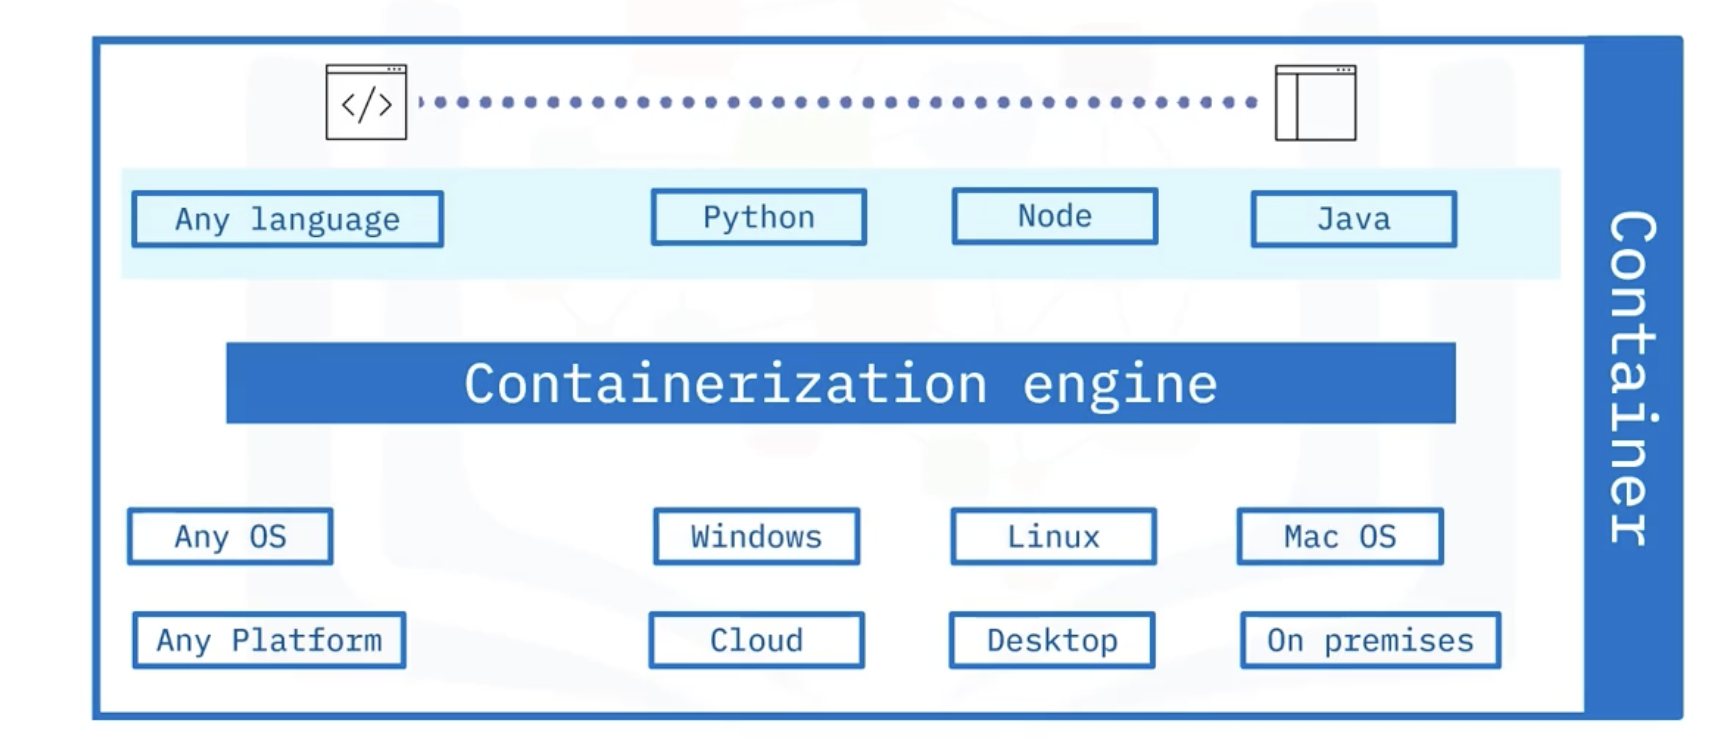 </>
Any language
Python
Node
Java
Containerization engine
Any OS
Windows
Linux
Mac OS
Any Platform
Cloud
Desktop
On premises
Container